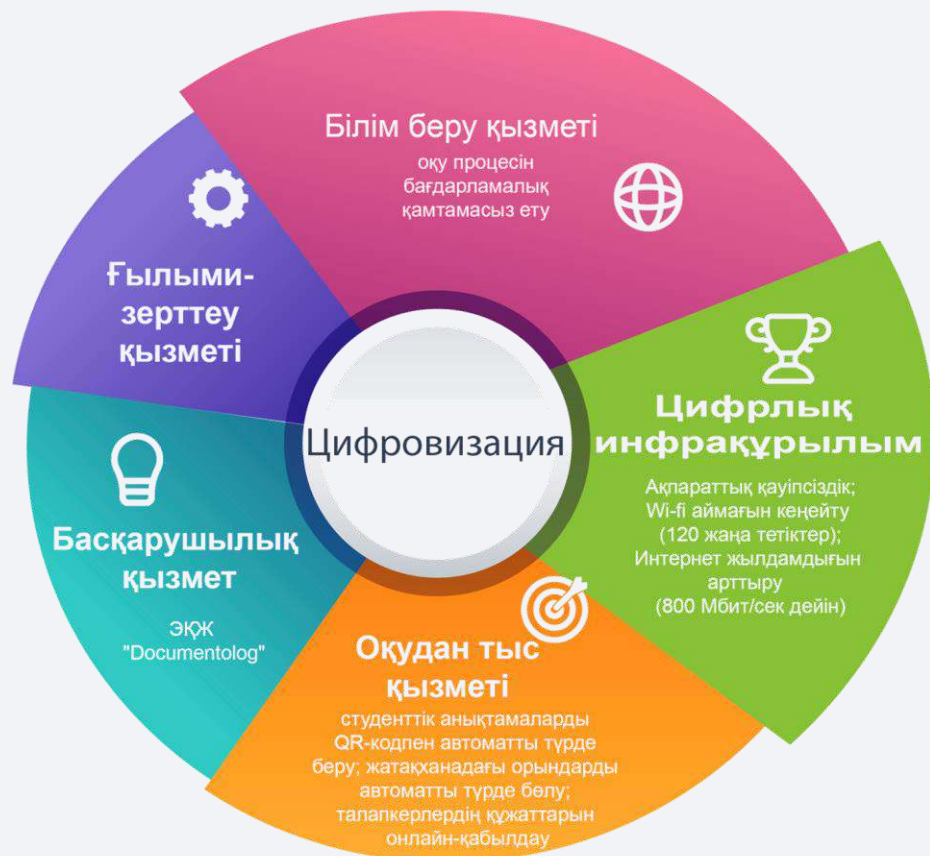 Білім беру қызметі
оқу процесін
бағдарламалық
қамтамасыз ету
Ғылыми-
зерттеу
қызметі
Цифрлық
инфрақұрылым
Ақпараттық қауіпсіздік;
Wi-fi аймағын кеңейту
(120 жаңа тетіктер);
Интернет жылдамдығын
арттыру
(800 Мбит/сек дейін)
Цифровизация
Басқарушылық
қызмет
ЭҚЖ
"Documentolog"
Оқудан тыс
қызметі
студенттік анықтамаларды
QR-кодпен автоматты түрде
беру; жатақханадағы орындарды
автоматты түрде бөлу;
талапкерлердің құжаттарын
онлайн-қабылдау